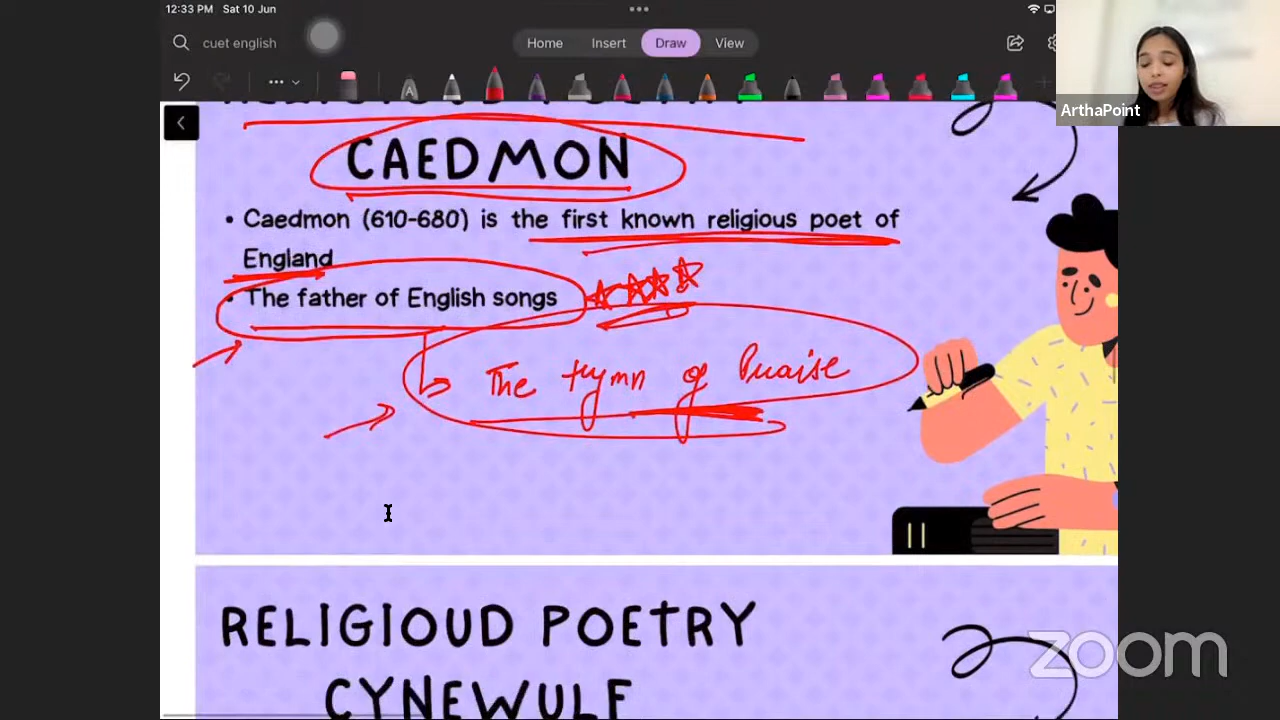 12:33 PM Sat 10 Jun
cuet english
Home Insert Draw View
ArthaPoint
RELIGIOUD POETRY
CAEDMON
• Caedmon (610-680) is the first known religious poet of
England
• The father of English songs
The Hymn of Praise
RELIGIOUD POETRY
CYNEWULF
zoom